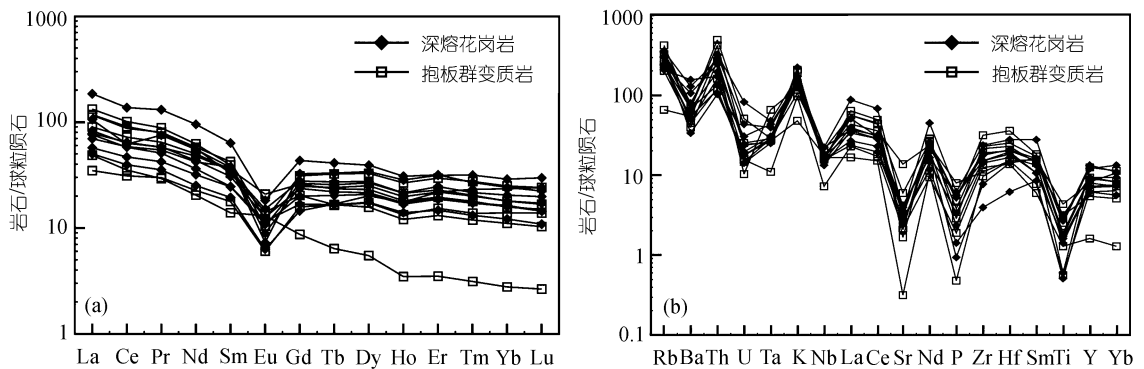 1000
100
10
1
岩石/球粒陨石
深熔花岗岩
抱板群变质岩
(a)
La Ce Pr Nd Sm Eu Gd Tb Dy Ho Er Tm Yb Lu
1000
100
10
1
0.1
岩石/球粒陨石
深熔花岗岩
抱板群变质岩
(b)
Rb Ba Th U Ta K Nb La Ce Sr Nd P Zr Hf Sm Ti Y Yb